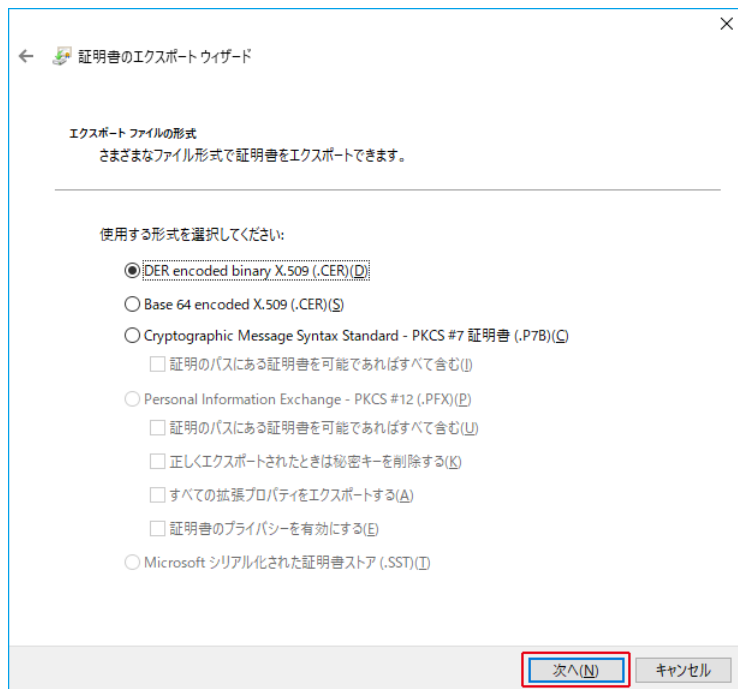 証明書のエクスポート ウィザード
エクスポート ファイルの形式
さまざまなファイル形式で証明書をエクスポートできます。
使用する形式を選択してください:
DER encoded binary X.509 (.CER)(D)
Base 64 encoded X.509 (.CER)(S)
Cryptographic Message Syntax Standard - PKCS #7 証明書 (.P7B)(C)
証明のパスにある証明書を可能であればすべて含む(I)
Personal Information Exchange - PKCS #12 (.PFX)(P)
証明のパスにある証明書を可能であればすべて含む(U)
正しくエクスポートされたときは秘密キーを削除する(K)
すべての拡張プロパティをエクスポートする(A)
証明書のプライバシーを有効にする(E)
Microsoft シリアル化された証明書ストア (.SST)(T)
次へ(N)
キャンセル